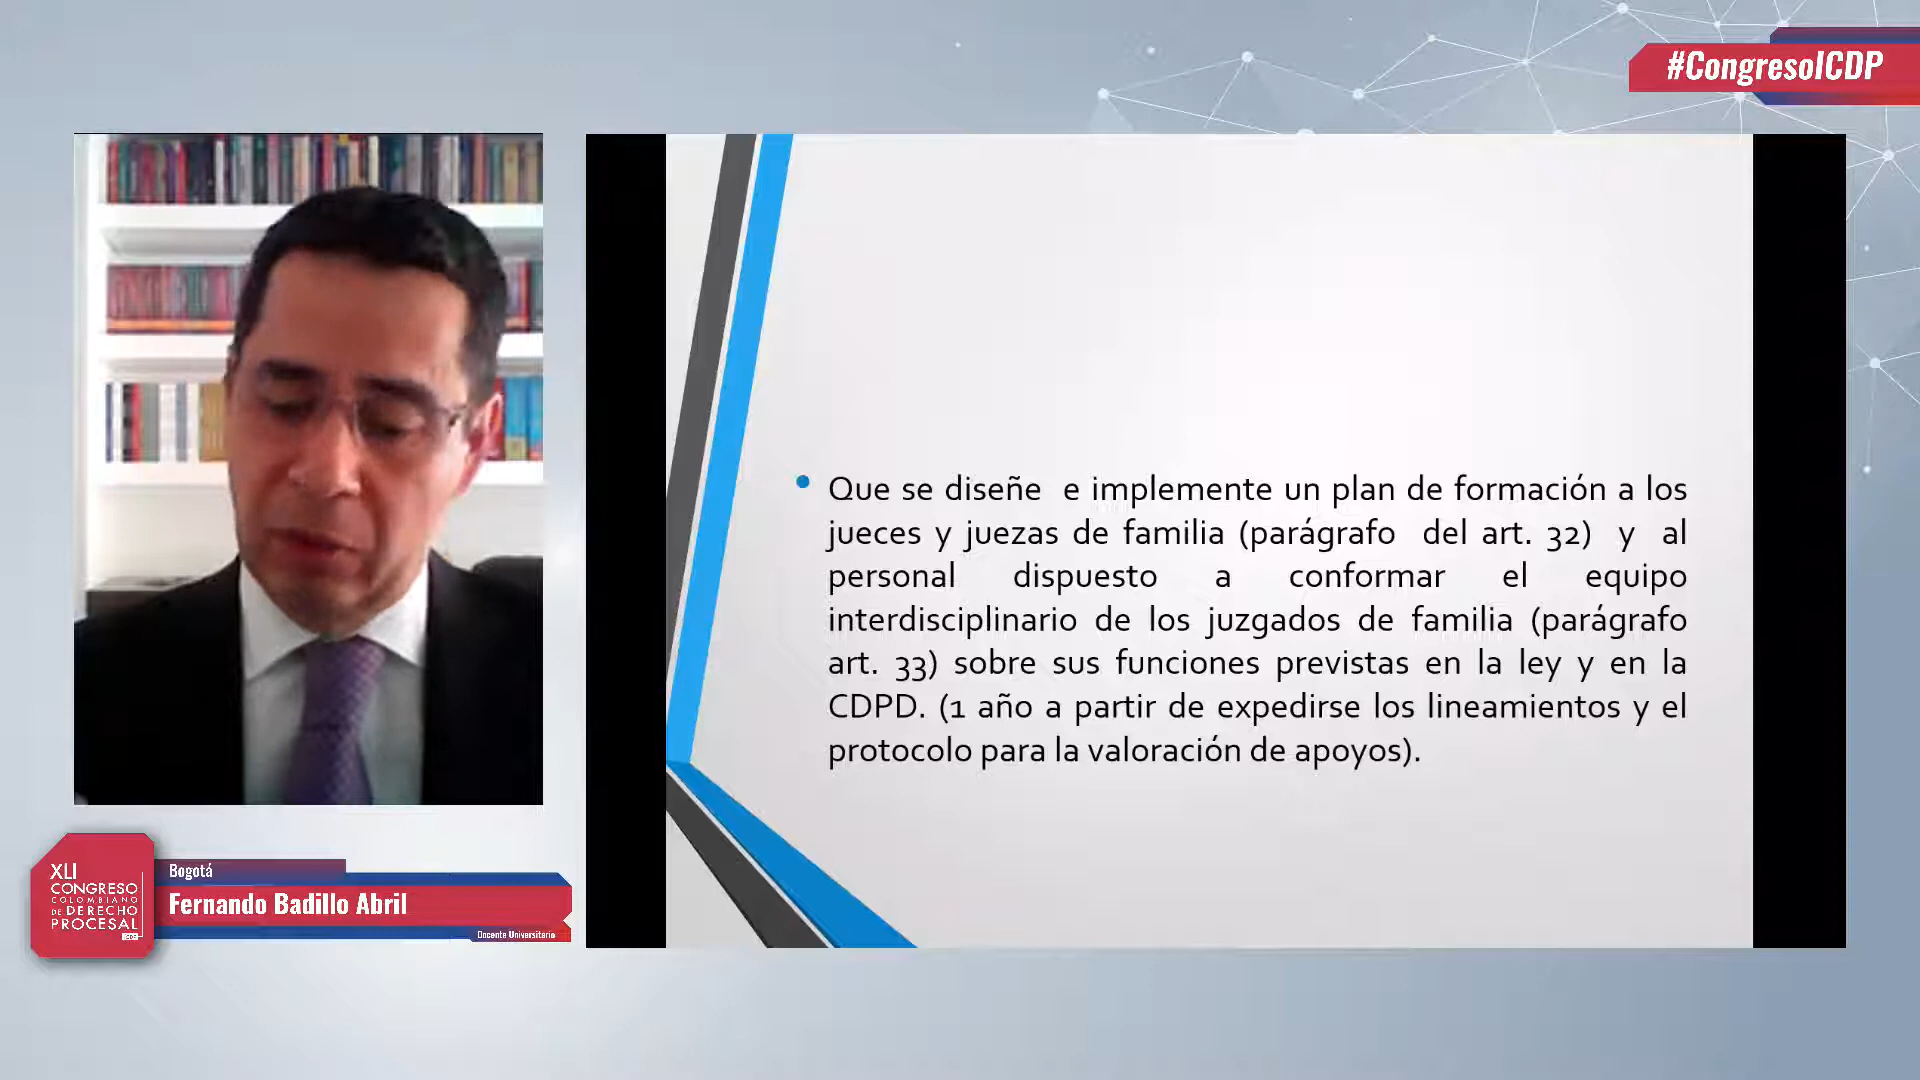 #CongresoICDP
• Que se diseñe e implemente un plan de formación a los
jueces y juezas de familia (parágrafo del art. 32) y al
personal dispuesto a conformar el equipo
interdisciplinario de los juzgados de familia (parágrafo
art. 33) sobre sus funciones previstas en la ley y en la
CDPD. (1 año a partir de expedirse los lineamientos y el
protocolo para la valoración de apoyos).
XLI
CONGRESO
COLOMBIANO
DE DERECHO
PROCESAL
Bogotá
Fernando Badillo Abril
Docente Universitario